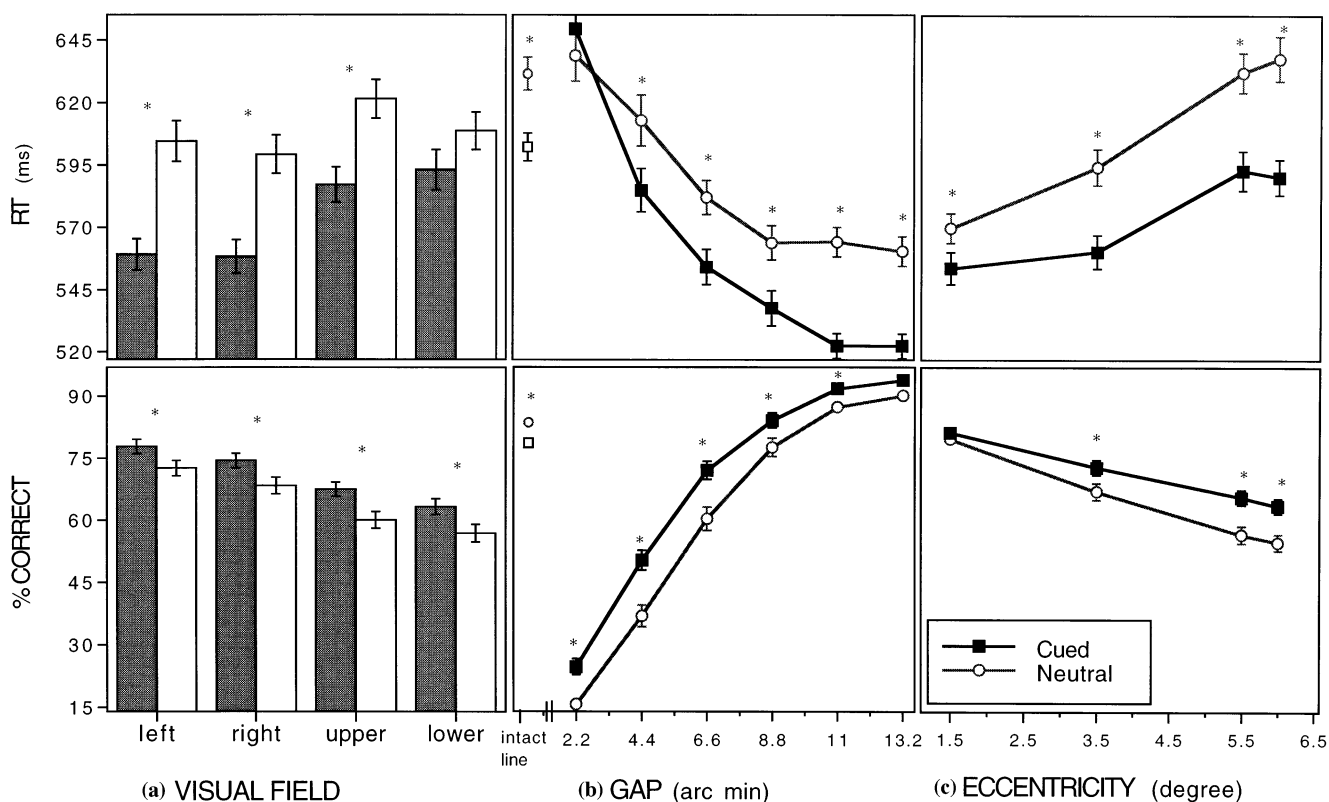 645
620
595
570
545
520
RT (ms)
* * *
* * * * * * *
* * * *
90
75
60
45
30
15
% CORRECT
* * * *
* * * * * *
* * *
Cued
Neutral
left right upper lower
intact line
2.2 4.4 6.6 8.8 11 13.2
1.5 2.5 3.5 4.5 5.5 6.5
(a) VISUAL FIELD
(b) GAP (arc min)
(c) ECCENTRICITY (degree)